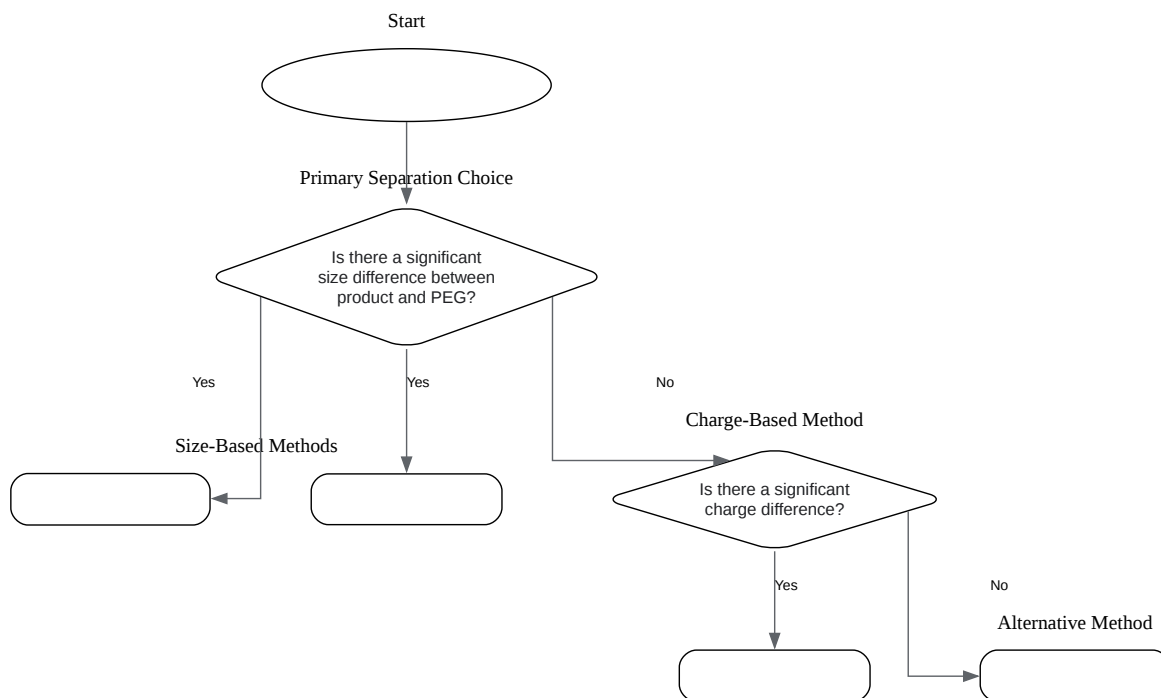 Start
Primary Separation Choice
Is there a significant
size difference between
product and PEG?
Yes
Yes
No
Charge-Based Method
Size-Based Methods
Is there a significant
charge difference?
Yes
No
Alternative Method